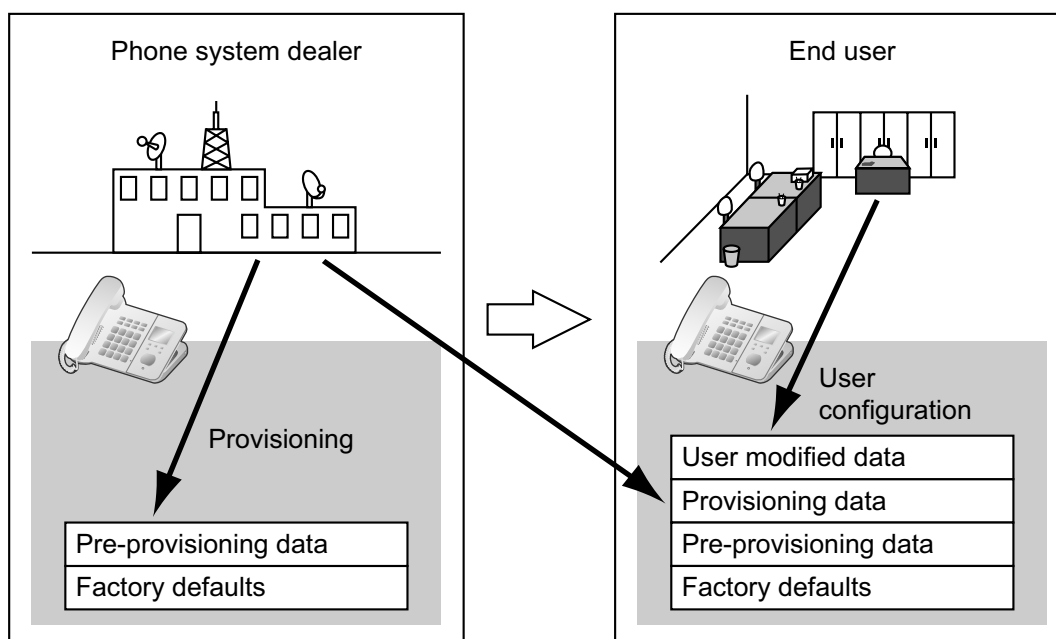 Phone system dealer
Provisioning
Pre-provisioning data
Factory defaults
End user
User
configuration
User modified data
Provisioning data
Pre-provisioning data
Factory defaults